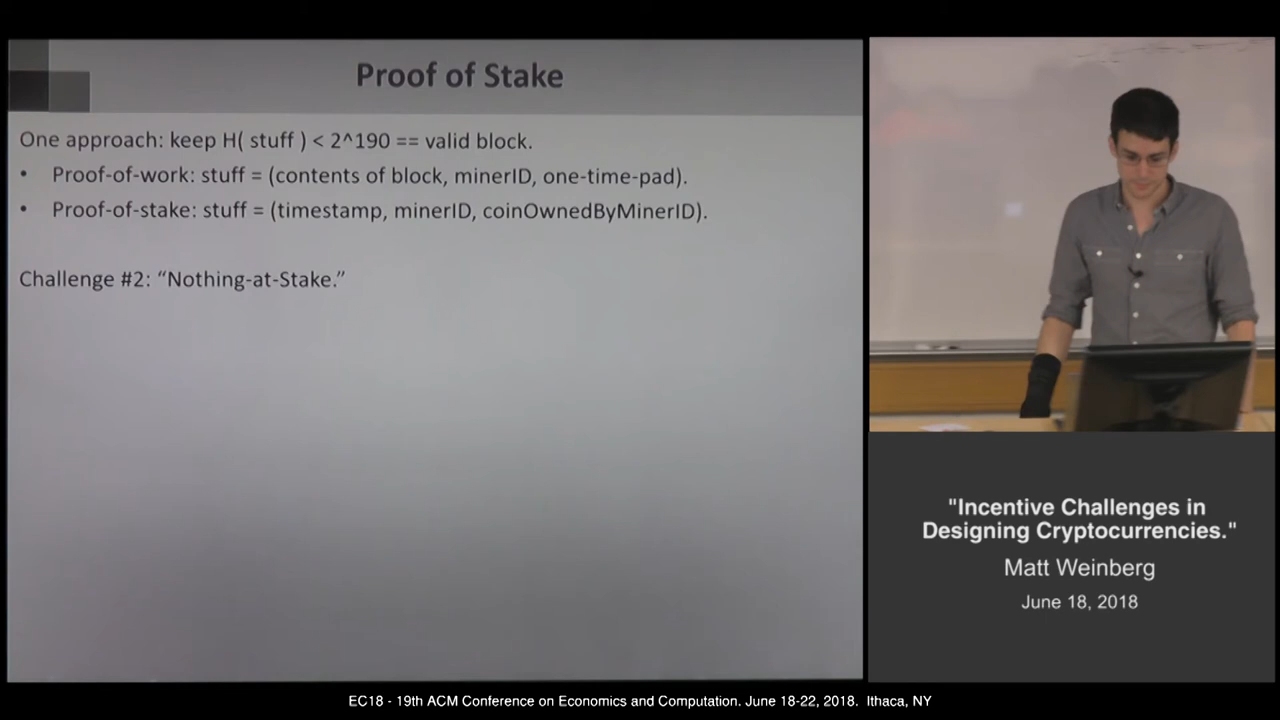 Proof of Stake
One approach: keep H( stuff ) < 2^190 == valid block.
• Proof-of-work: stuff = (contents of block, minerID, one-time-pad).
• Proof-of-stake: stuff = (timestamp, minerID, coinOwnedByMinerID).
Challenge #2: “Nothing-at-Stake.”
"Incentive Challenges in
Designing Cryptocurrencies."
Matt Weinberg
June 18, 2018
EC18 - 19th ACM Conference on Economics and Computation. June 18-22, 2018. Ithaca, NY